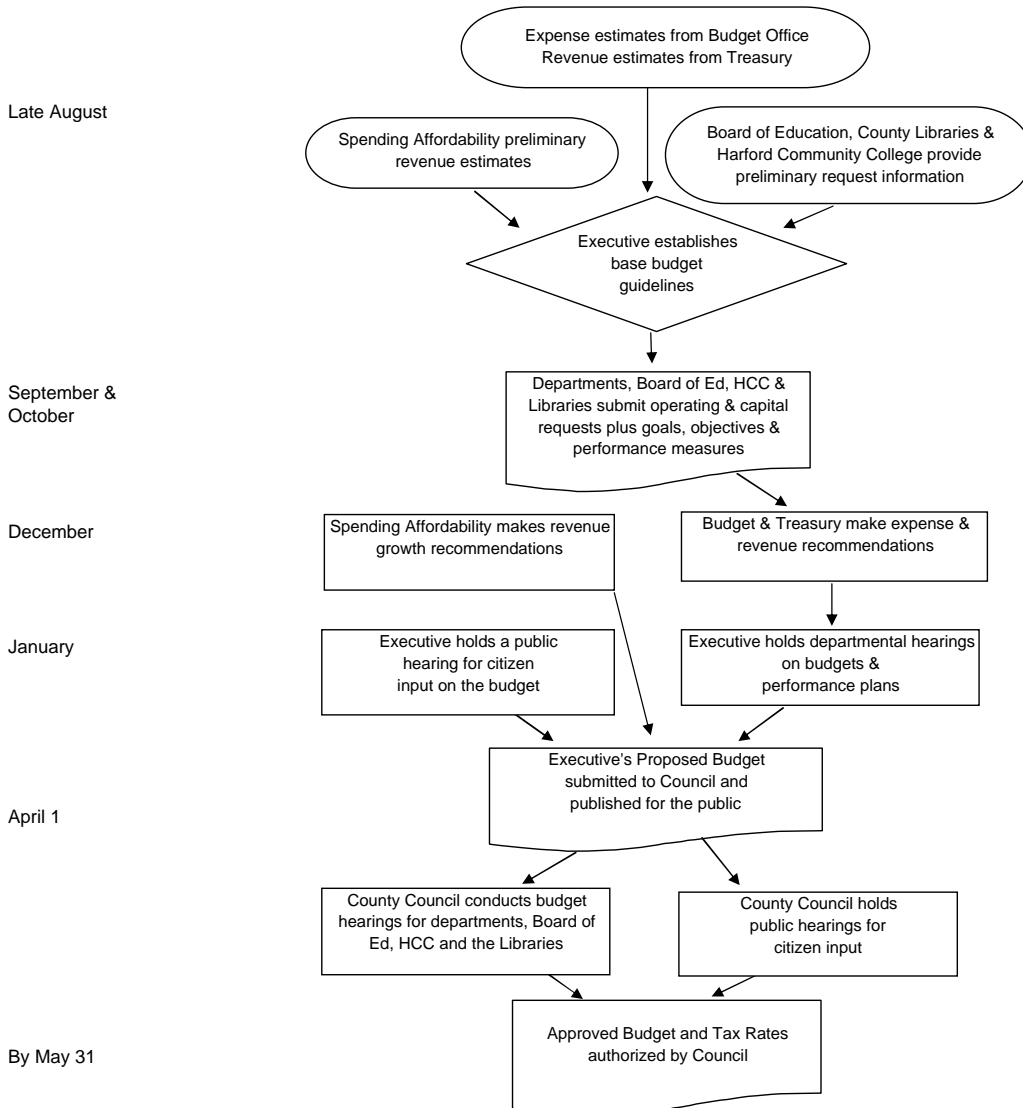 Expense estimates from Budget Office
Revenue estimates from Treasury
Late August
Spending Affordability preliminary
revenue estimates
Board of Education, County Libraries &
Harford Community College provide
preliminary request information
Executive establishes
base budget
guidelines
September &
October
Departments, Board of Ed, HCC &
Libraries submit operating & capital
requests plus goals, objectives &
performance measures
December
Spending Affordability makes revenue
growth recommendations
Budget & Treasury make expense &
revenue recommendations
January
Executive holds a public
hearing for citizen
input on the budget
Executive holds departmental hearings
on budgets &
performance plans
Executive's Proposed Budget
submitted to Council and
published for the public
April 1
County Council conducts budget
hearings for departments, Board of
Ed, HCC and the Libraries
County Council holds
public hearings for
citizen input
Approved Budget and Tax Rates
authorized by Council
By May 31